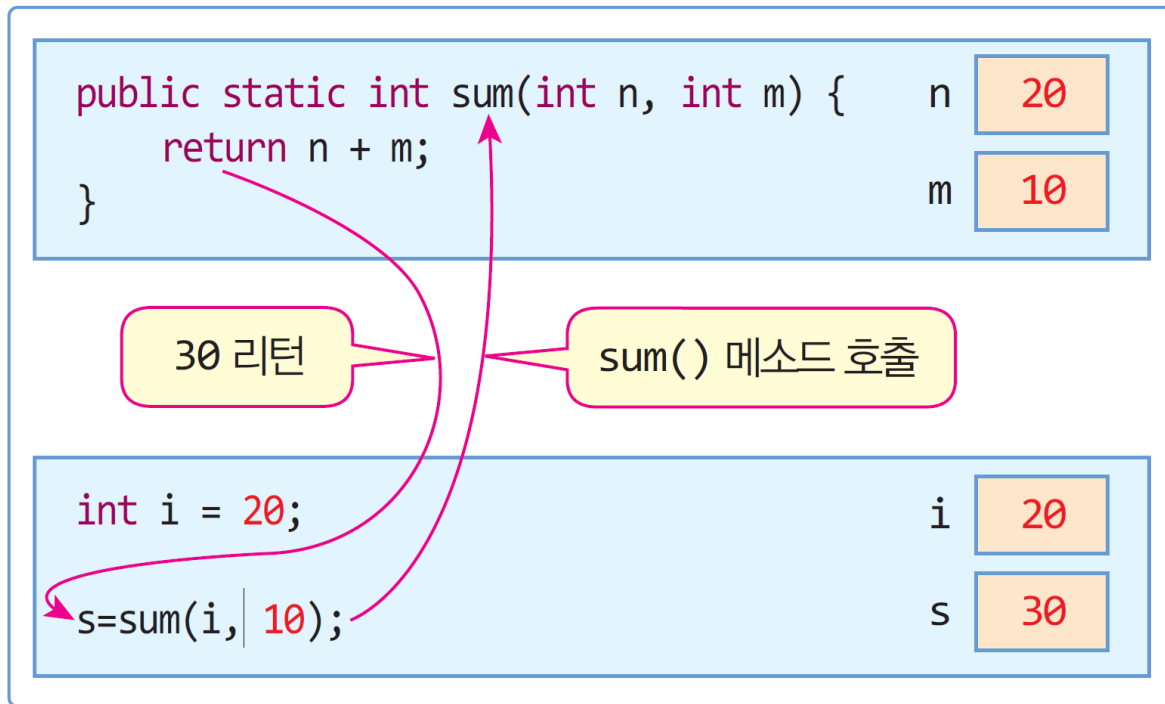 public static int sum(int n, int m) {
return n + m;
}
n 20
m 10
30 리턴
sum() 메소드 호출
int i = 20;
s=sum(i, 10);
i 20
s 30